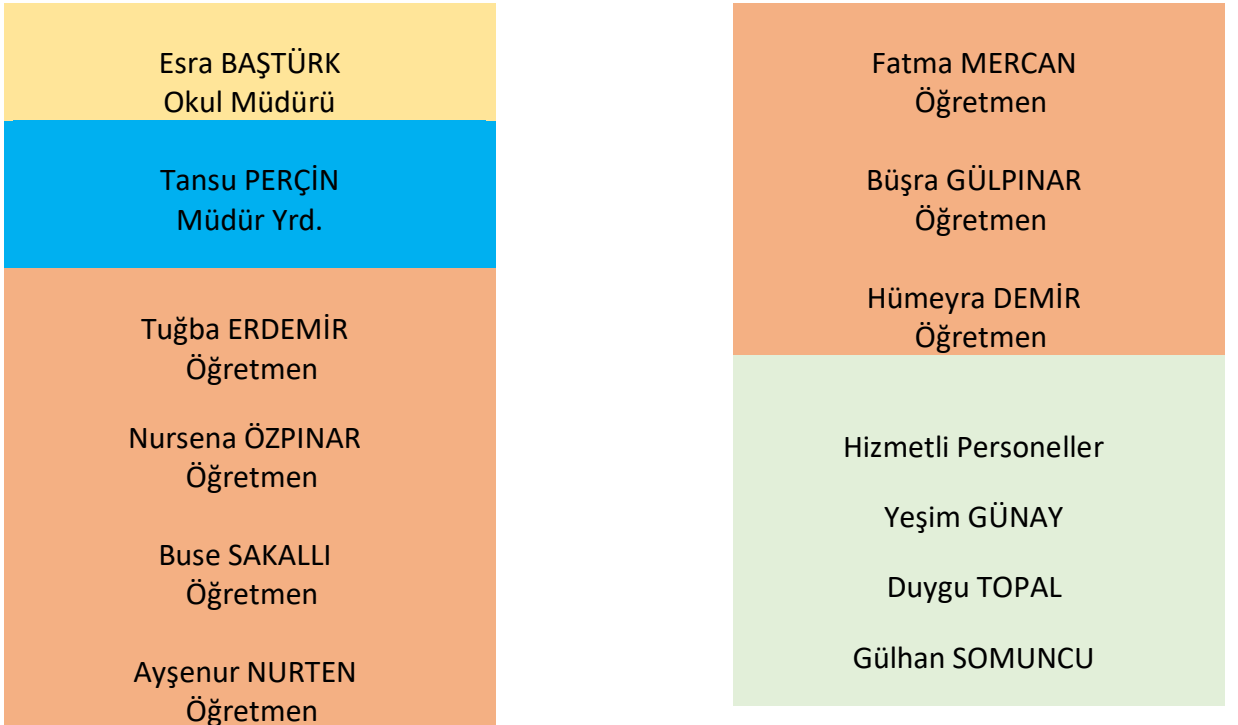 Esra BAŞTÜRK
Okul Müdürü
Tansu PERÇİN
Müdür Yrd.
Tuğba ERDEMİR
Öğretmen
Nursena ÖZPINAR
Öğretmen
Buse SAKALLI
Öğretmen
Ayşenur NURTEN
Öğretmen
Fatma MERCAN
Öğretmen
Büşra GÜLPINAR
Öğretmen
Hümeyra DEMİR
Öğretmen
Hizmetli Personeller
Yeşim GÜNAY
Duygu TOPAL
Gülhan SOMUNCU